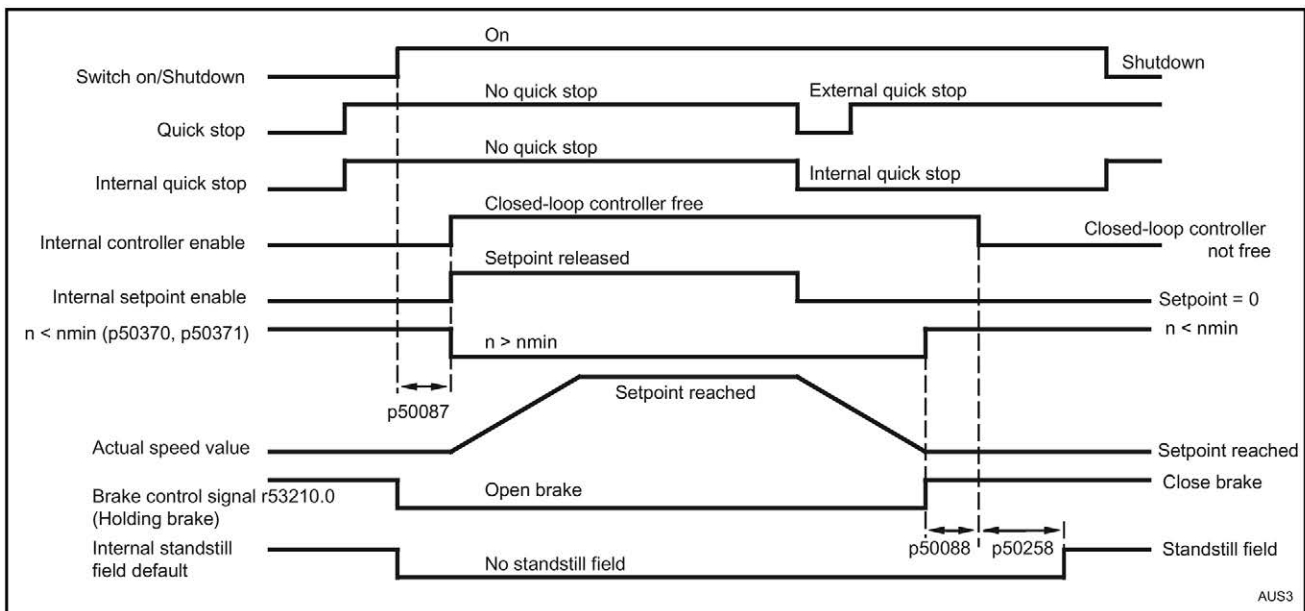 On
Switch on/Shutdown
Shutdown
No quick stop
External quick stop
Quick stop
No quick stop
Internal quick stop
Internal quick stop
Closed-loop controller free
Internal controller enable
Closed-loop controller
not free
Setpoint released
Internal setpoint enable
Setpoint = 0
n < nmin (p50370, p50371)
n > nmin
n < nmin
p50087
Setpoint reached
Actual speed value
Setpoint reached
Brake control signal r53210.0
(Holding brake)
Open brake
Close brake
p50088
p50258
Internal standstill
field default
No standstill field
Standstill field
AUS3